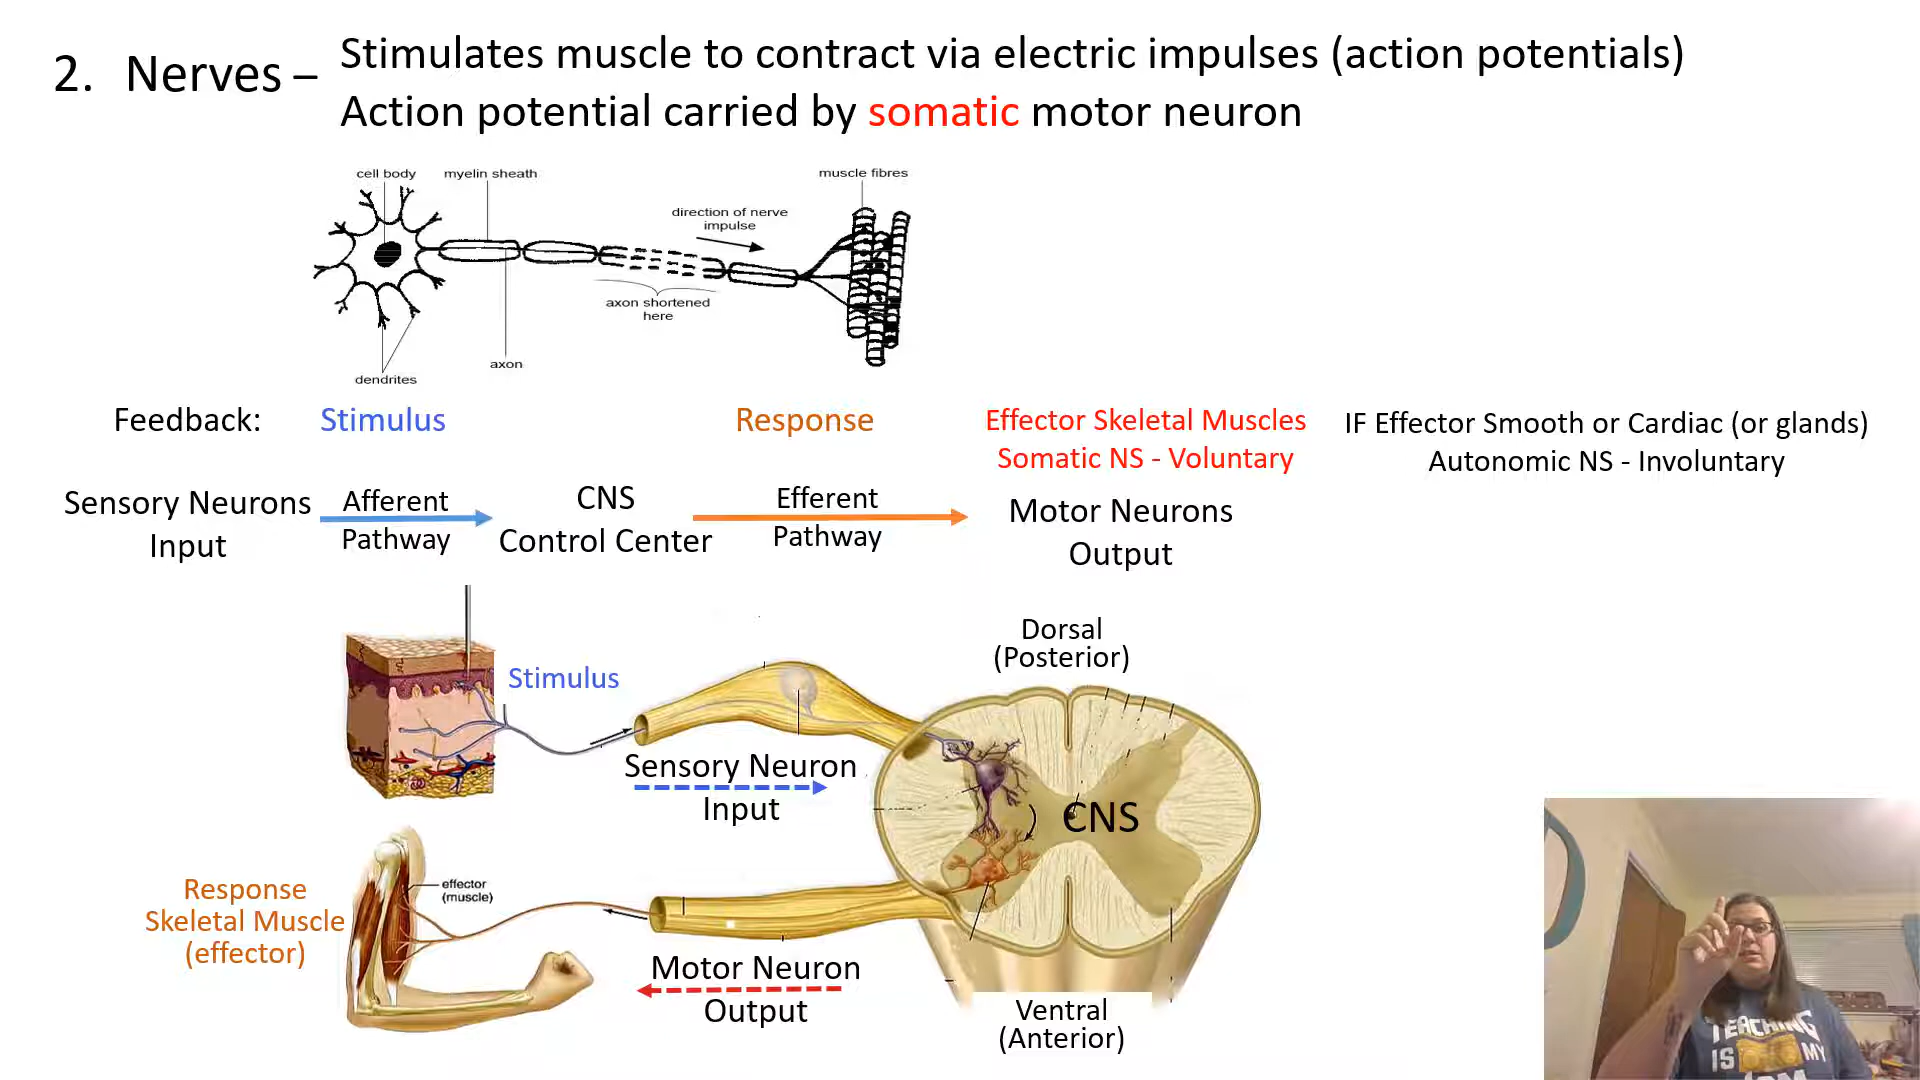 2. Nerves –
Stimulates muscle to contract via electric impulses (action potentials)
Action potential carried by somatic motor neuron
cell body
myelin sheath
muscle fibres
direction of nerve
impulse
axon shortened
here
axon
dendrites
Feedback:
Stimulus
Response
Effector Skeletal Muscles
Somatic NS - Voluntary
IF Effector Smooth or Cardiac (or glands)
Autonomic NS - Involuntary
Sensory Neurons
Input
Afferent
Pathway
CNS
Control Center
Efferent
Pathway
Motor Neurons
Output
Dorsal
(Posterior)
Stimulus
Sensory Neuron
Input
CNS
effector
(muscle)
Response
Skeletal Muscle
(effector)
Motor Neuron
Output
Ventral
(Anterior)
TEACHING
IS MY